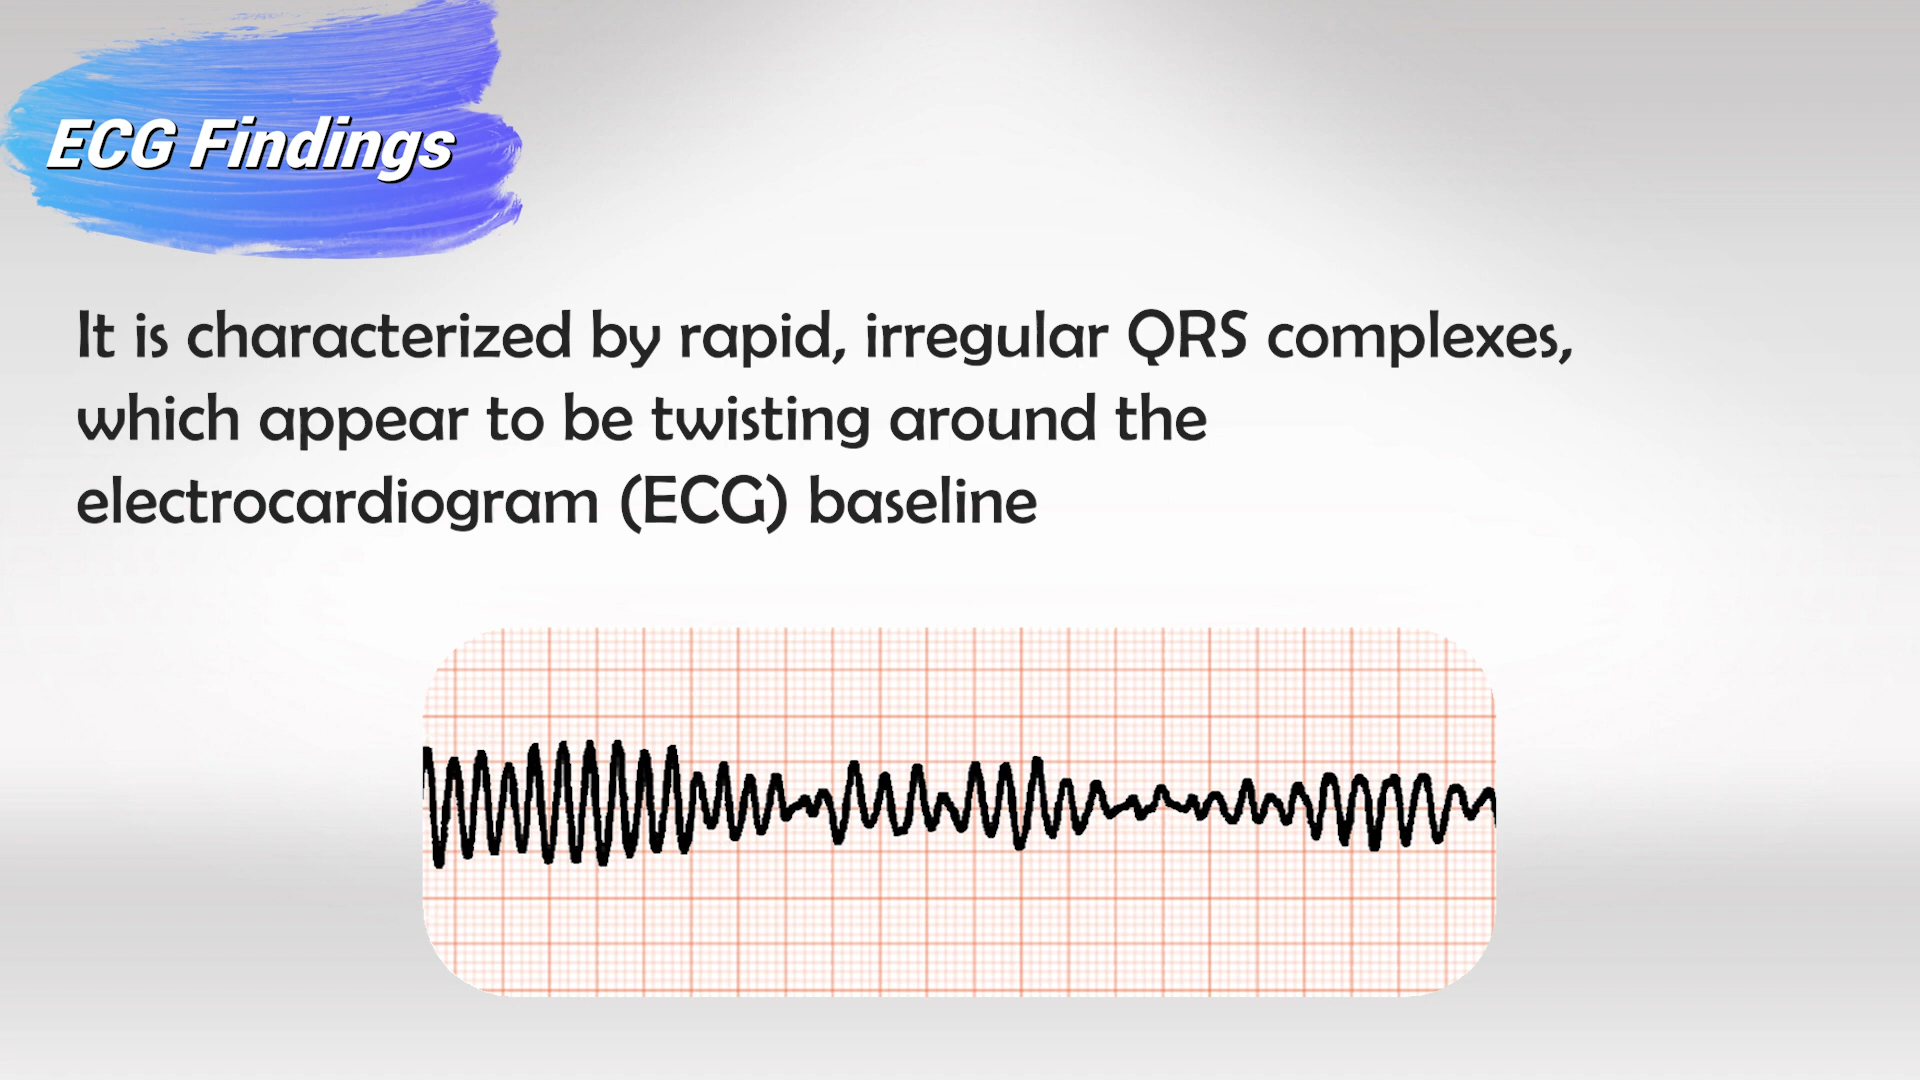 ECG Findings
It is characterized by rapid, irregular QRS complexes,
which appear to be twisting around the
electrocardiogram (ECG) baseline